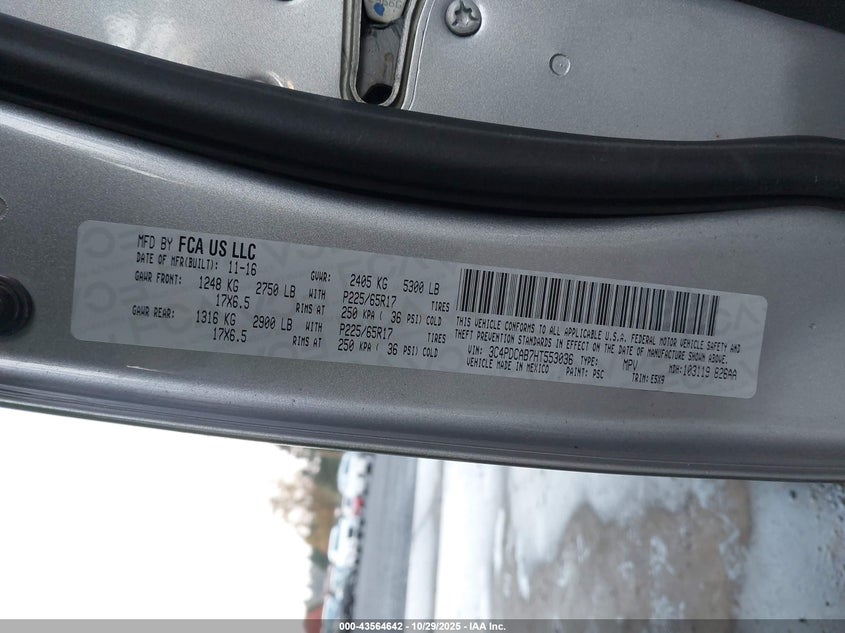 MFD BY FCA US LLC
DATE OF MFR(BUILT): 11-16 GVWR: 2405 KG 5300 LB
GAWR FRONT: 1248 KG 2750 LB WITH P225/65R17 TIRES
17X6.5 RIMS AT 250 KPA ( 36 PSI) COLD
GAWR REAR: 1316 KG 2900 LB WITH P225/65R17 TIRES
17X6.5 RIMS AT 250 KPA ( 36 PSI) COLD
THIS VEHICLE CONFORMS TO ALL APPLICABLE U.S.A. FEDERAL MOTOR VEHICLE SAFETY AND
THEFT PREVENTION STANDARDS IN EFFECT ON THE DATE OF MANUFACTURE SHOWN ABOVE.
VIN: 3C4PDCAB7HT553036 TYPE: MPV MDH: 103119 826AA
VEHICLE MADE IN MEXICO PAINT: PSC TRIM: E5X9
000-43564642 / 10/29/2025 - IAA Inc.